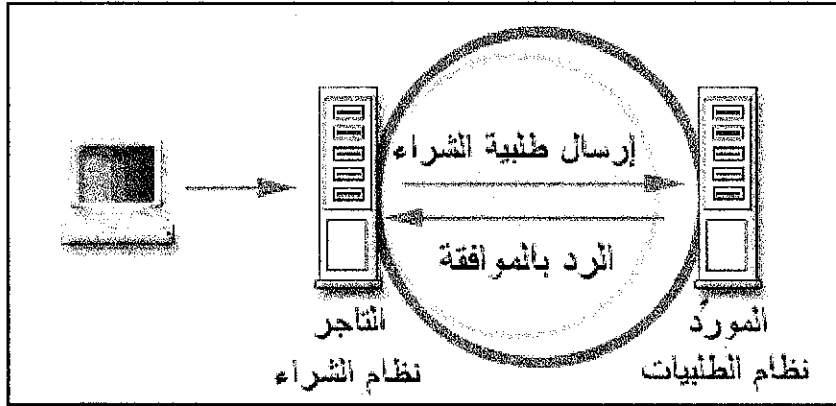 إرسال طلبية الشراء
الرد بالموافقة
المورد
نظام الطلبيات
التاجر
نظام الشراء